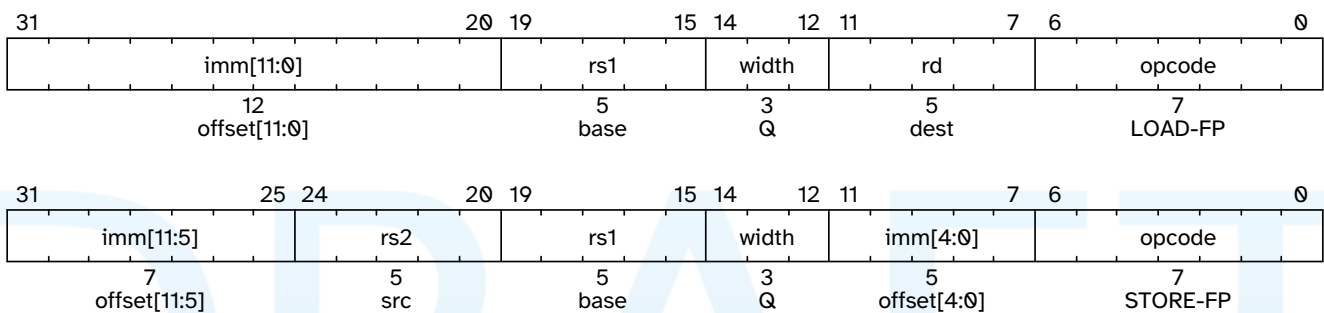 31 20 19 15 14 12 11 7 6 0
imm[11:0] rs1 width rd opcode
12 5 3 5 7
offset[11:0] base Q dest LOAD-FP
31 25 24 20 19 15 14 12 11 7 6 0
imm[11:5] rs2 rs1 width imm[4:0] opcode
7 5 5 3 5 7
offset[11:5] src base Q offset[4:0] STORE-FP
DRAFT